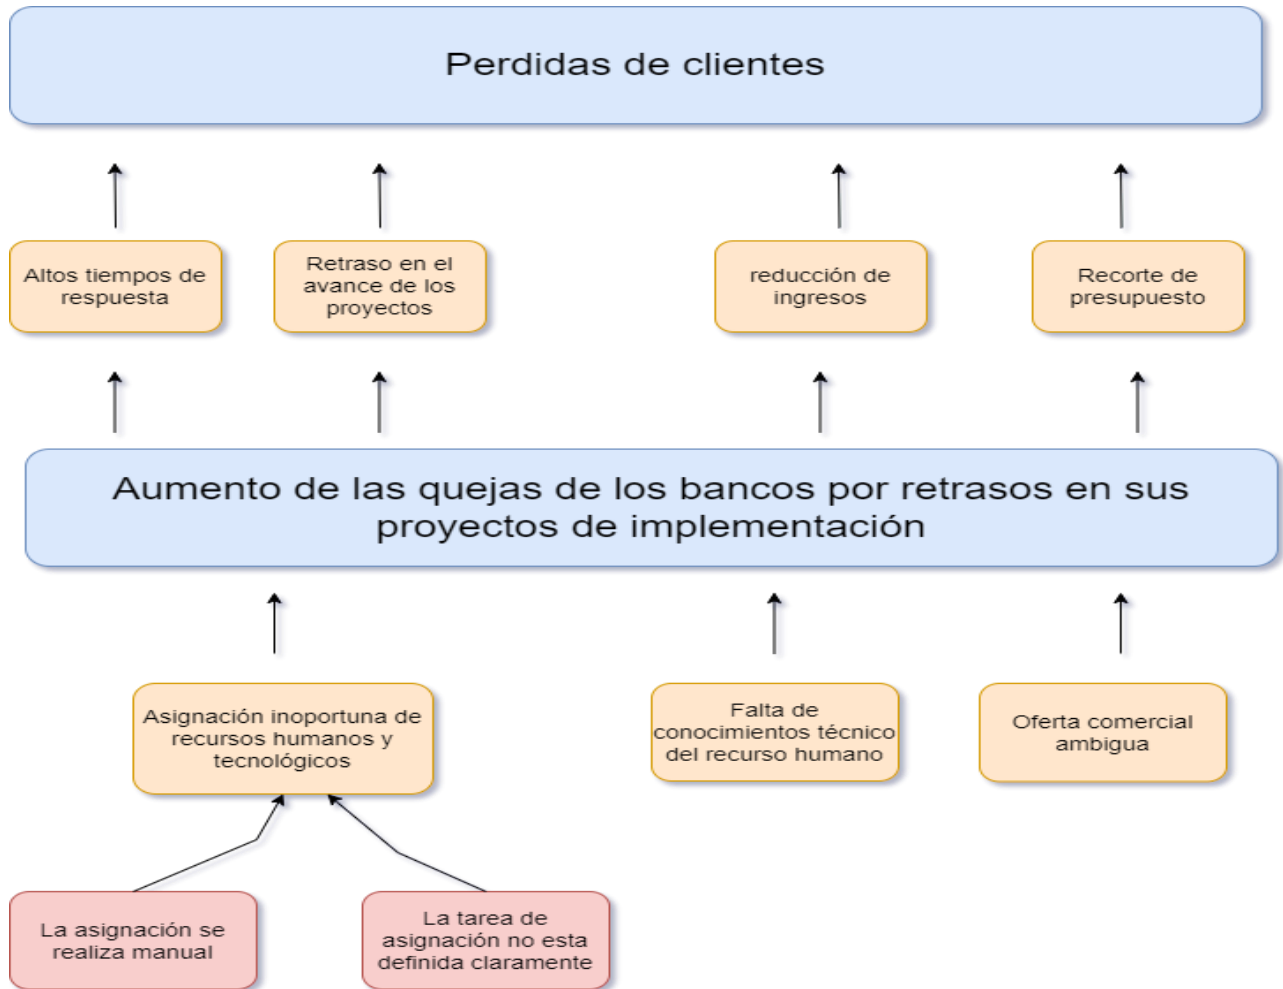 Perdidas de clientes
Altos tiempos de
respuesta
Retraso en el
avance de los
proyectos
reducción de
ingresos
Recorte de
presupuesto
Aumento de las quejas de los bancos por retrasos en sus
proyectos de implementación
Asignación inoportuna de
recursos humanos y
tecnológicos
Falta de
conocimientos técnico
del recurso humano
Oferta comercial
ambigua
La asignación se
realiza manual
La tarea de
asignación no esta
definida claramente